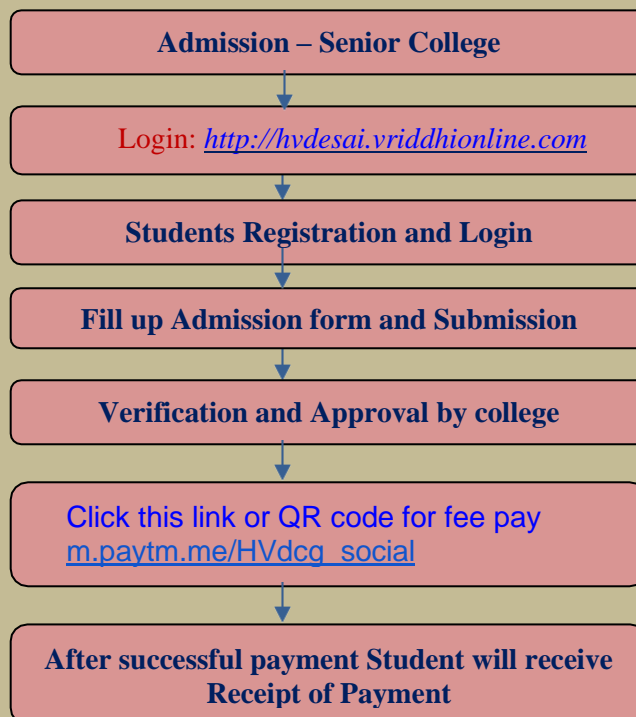 Admission – Senior College
Login: http://hvdesai.vriddhionline.com
Students Registration and Login
Fill up Admission form and Submission
Verification and Approval by college
Click this link or QR code for fee pay
m.paytm.me/HVdcg_social
After successful payment Student will receive
Receipt of Payment